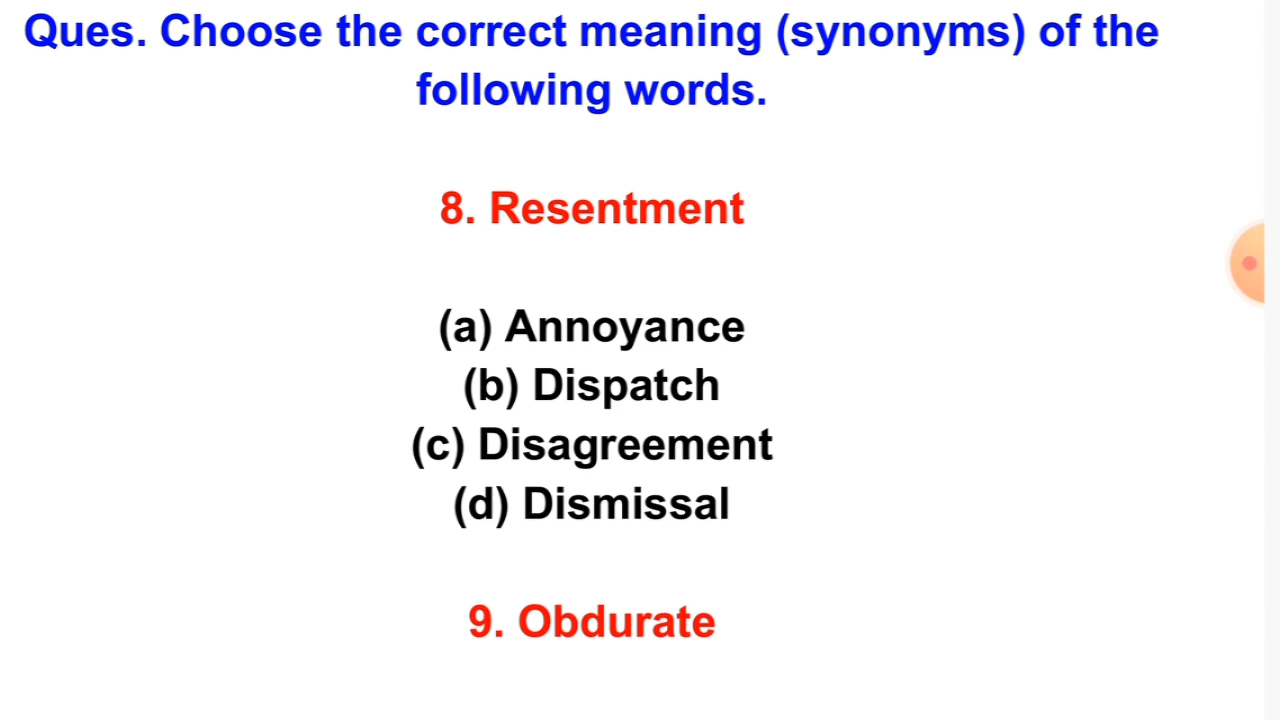 Ques. Choose the correct meaning (synonyms) of the
following words.
8. Resentment
(a) Annoyance
(b) Dispatch
(c) Disagreement
(d) Dismissal
9. Obdurate